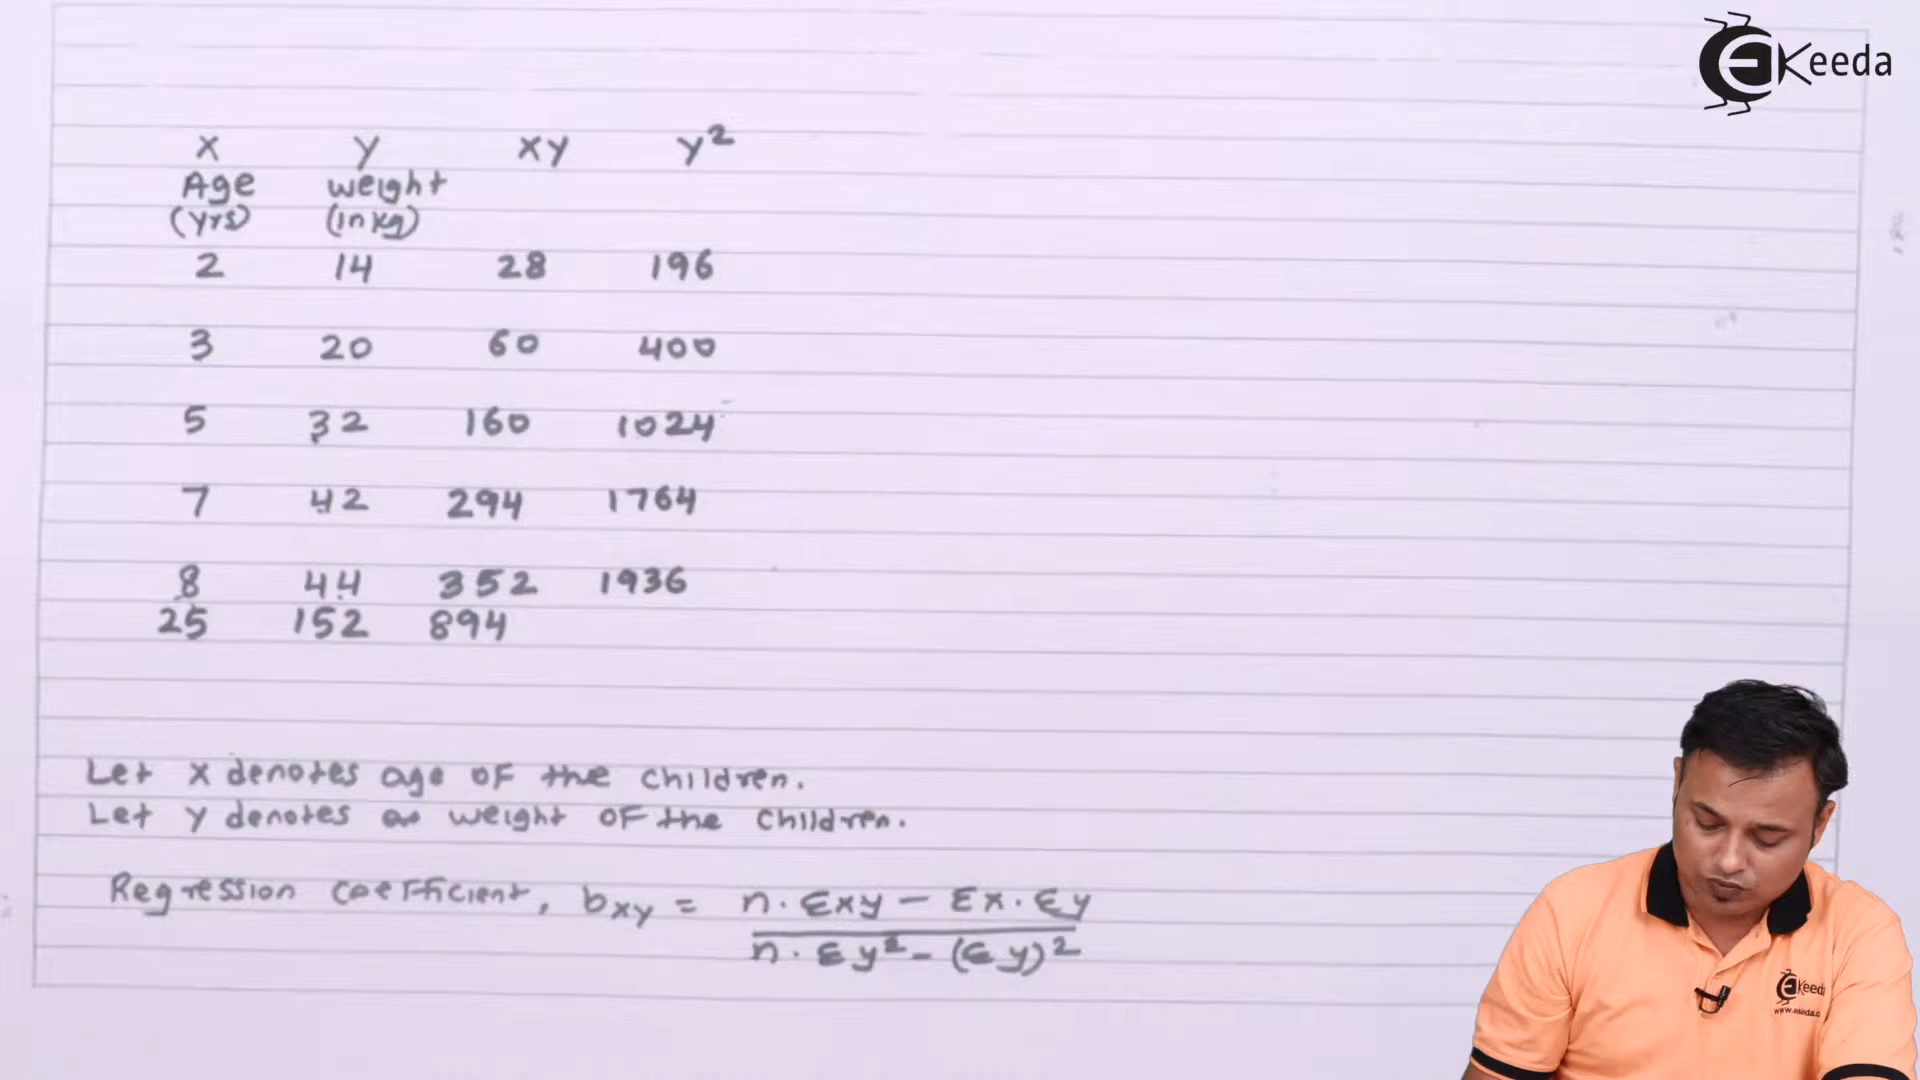 EKeeda
x y xy y²
Age weight
(yrs) (in kg)
2 14 28 196
3 20 60 400
5 32 160 1024
7 42 294 1764
8 44 352 1936
25 152 894
Let x denotes age of the children.
Let y denotes weight of the children.
Regression coefficient, bxy = n. Σxy - Σx. Σy
n. Σy² - (Σy)²
Ekeeda